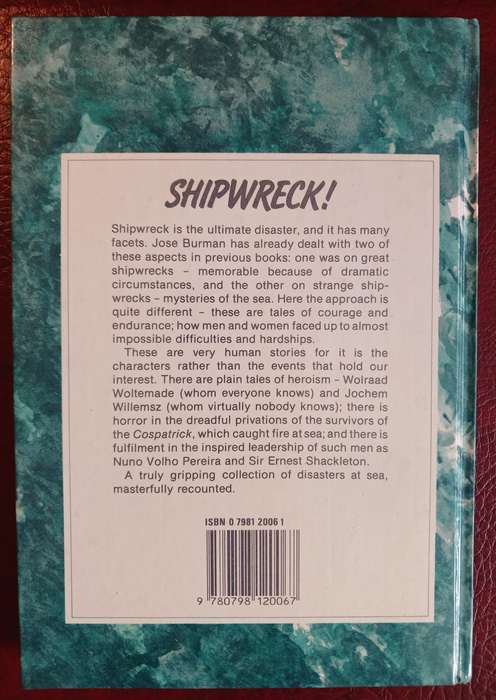 SHIPWRECK!
Shipwreck is the ultimate disaster, and it has many
facets. Jose Burman has already dealt with two of
these aspects in previous books: one was on great
shipwrecks – memorable because of dramatic
circumstances, and the other on strange ship-
wrecks – mysteries of the sea. Here the approach is
quite different – these are tales of courage and
endurance; how men and women faced up to almost
impossible difficulties and hardships.
These are very human stories for it is the
characters rather than the events that hold our
interest. There are plain tales of heroism – Wolraad
Woltemade (whom everyone knows) and Jochem
Willemsz (whom virtually nobody knows); there is
horror in the dreadful privations of the survivors of
the Cospatrick, which caught fire at sea; and there is
fulfilment in the inspired leadership of such men as
Nuno Volho Pereira and Sir Ernest Shackleton.
A truly gripping collection of disasters at sea,
masterfully recounted.
ISBN 0 7981 2006 1
9 780798 120067